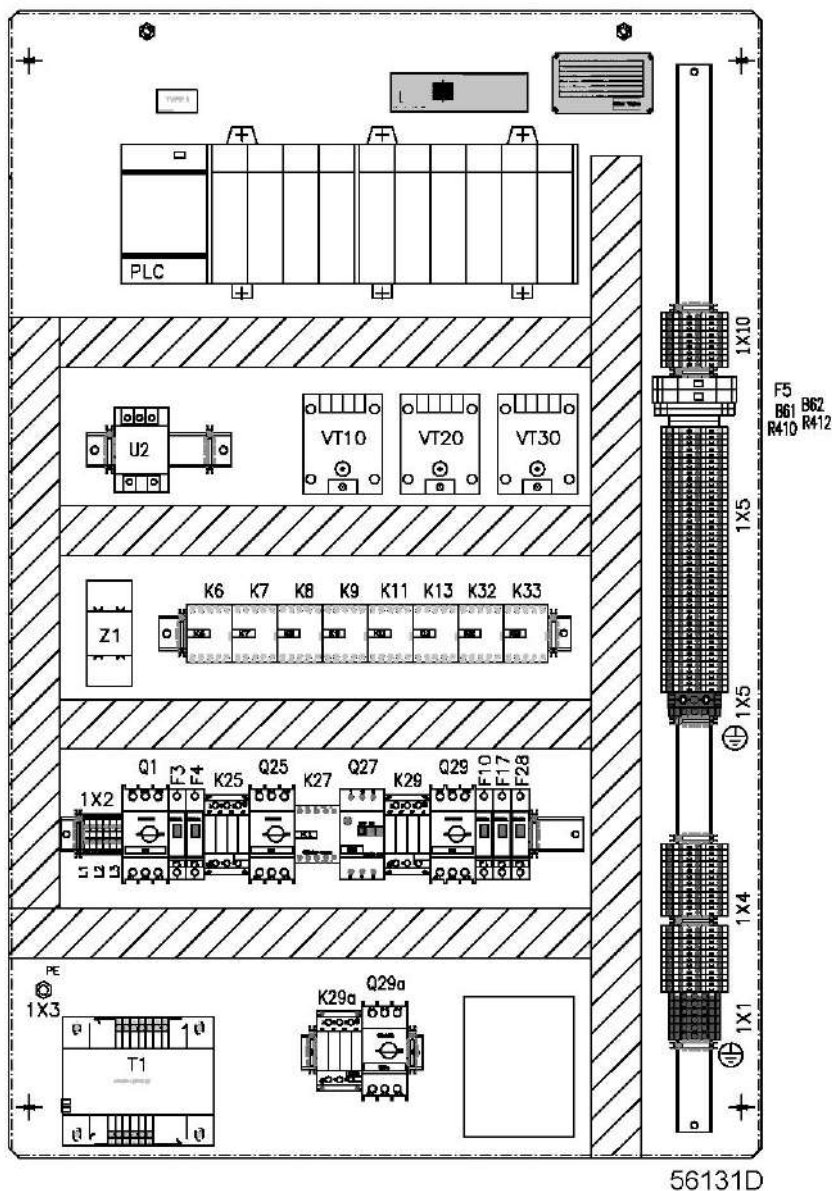 PLC
1X10
F5
B61 B62
R410 R412
U2
VT10 VT20 VT30
1X5
K6 K7 K8 K9 K11 K13 K32 K33
Z1
1X5
1X2 Q1 F3 F4 K25 Q25 K27 Q27 K29 Q29 F10 F17 F28
L1 L2 L3
1X4
PE
1X3
K29a Q29a
1X1
T1
56131D